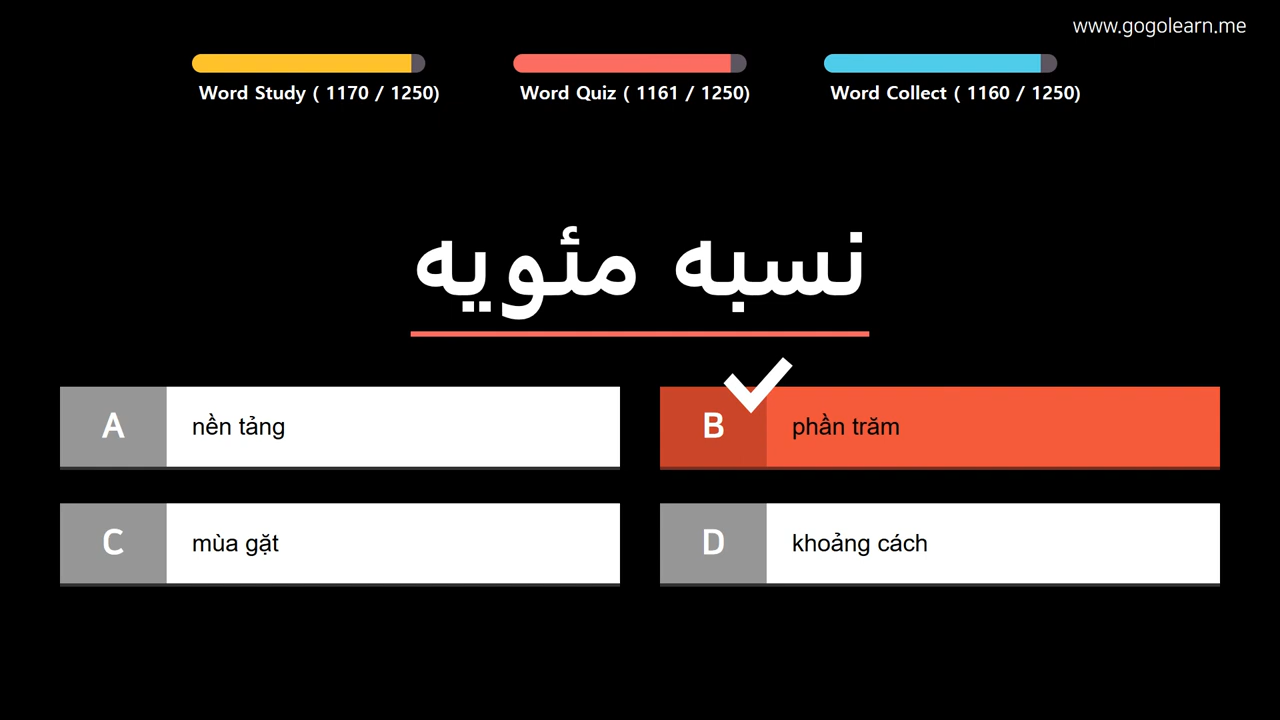 www.gogolearn.me
Word Study ( 1170 / 1250)
Word Quiz ( 1161 / 1250)
Word Collect ( 1160 / 1250)
نسبه مئويه
A
nền tảng
B
phần trăm
C
mùa gặt
D
khoảng cách